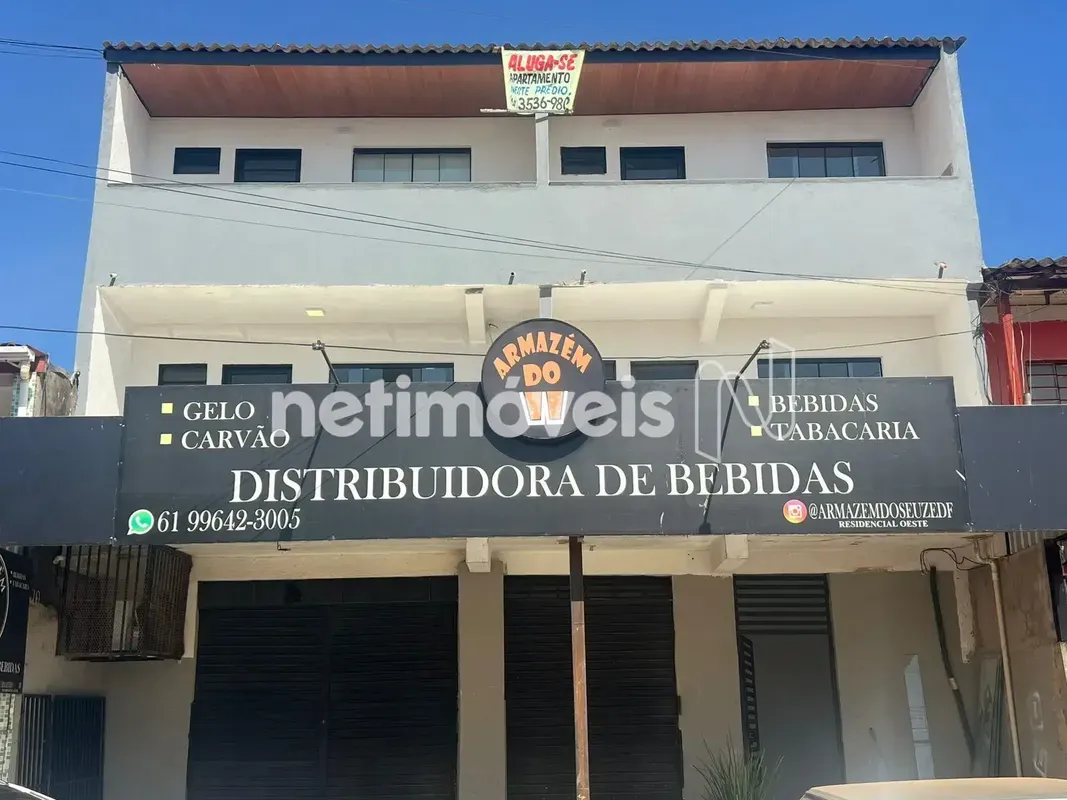 ALUGA-SE
APARTAMENTO
NESTE PRÉDIO.
3536-980
ARMAZÉM
DO
GELO
CARVÃO
netimóveis
BEBIDAS
TABACARIA
DISTRIBUIDORA DE BEBIDAS
61 99642-3005
@ARMAZEMDOSEUZEDF
RESIDENCIAL OESTE
BEBIDAS